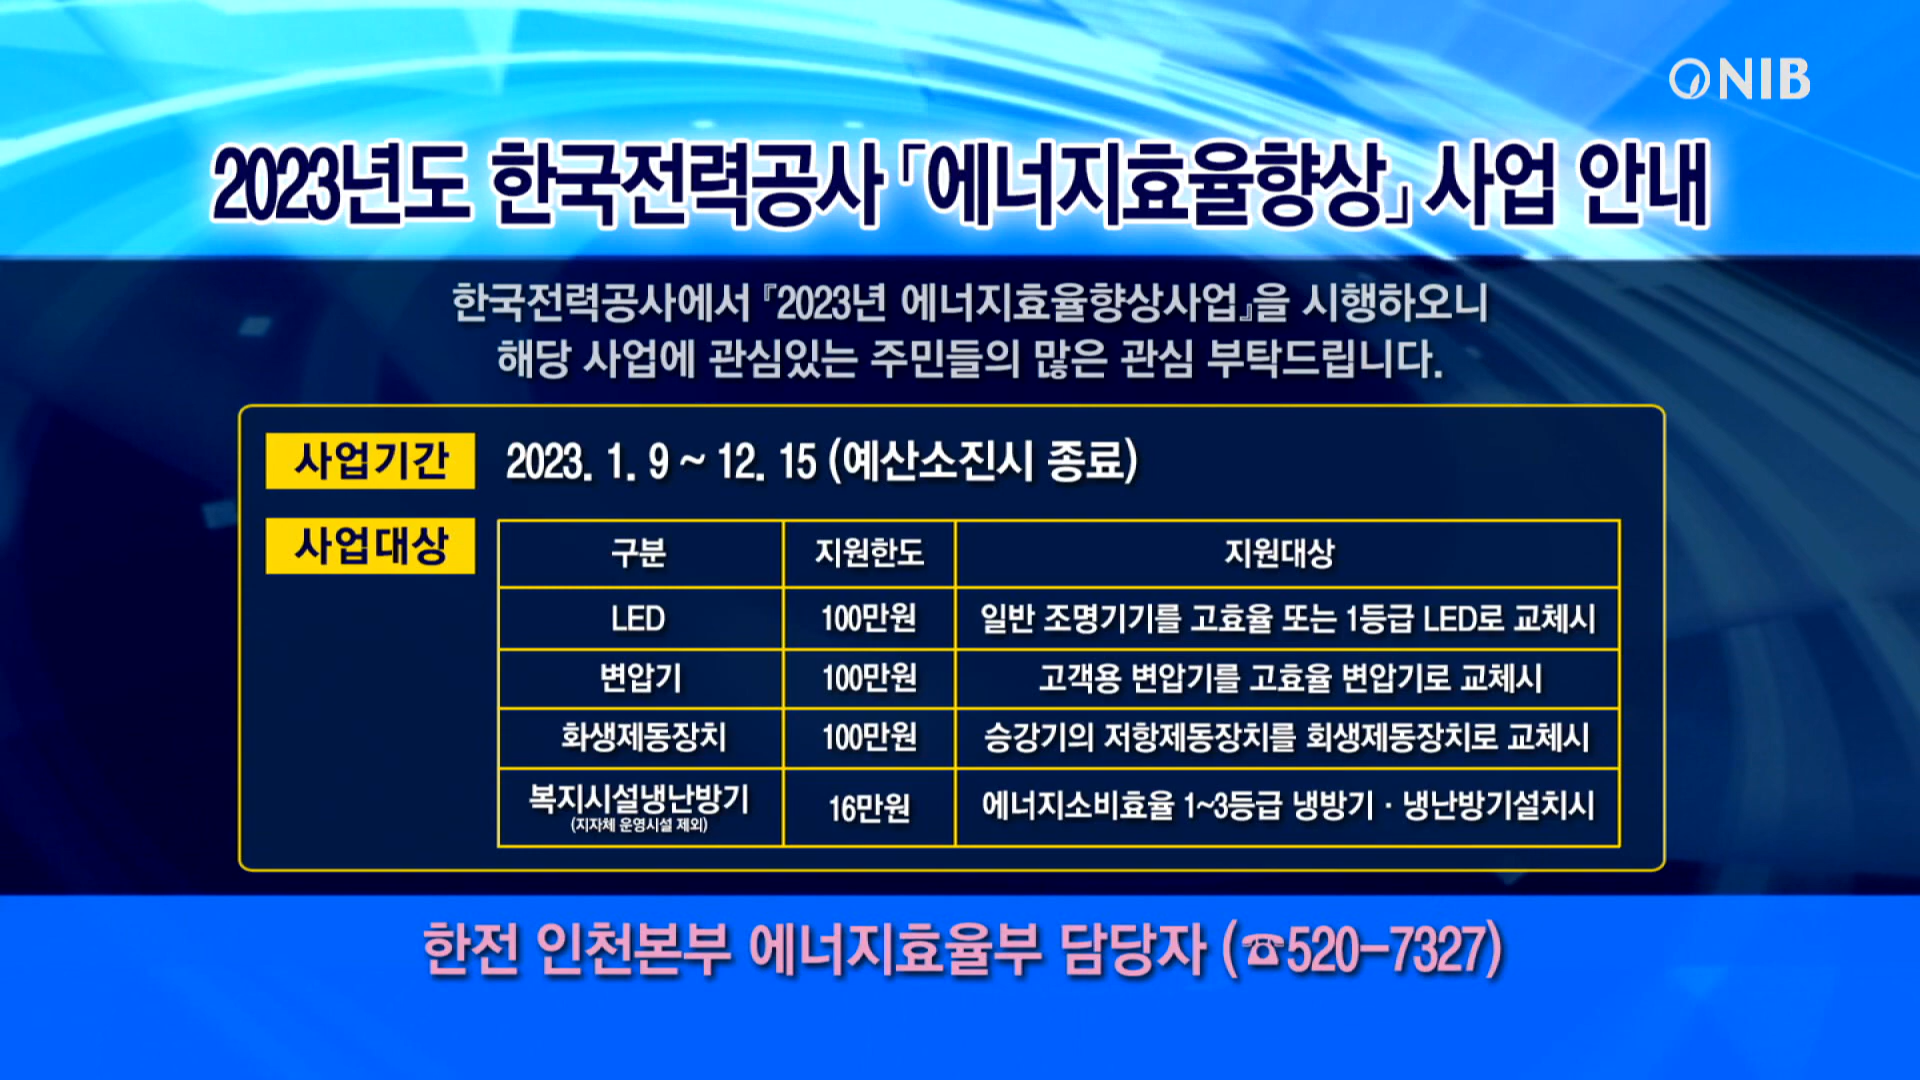 NIB
2023년도 한국전력공사 「에너지효율향상」 사업 안내
한국전력공사에서 『2023년 에너지효율향상사업』을 시행하오니
해당 사업에 관심있는 주민들의 많은 관심 부탁드립니다.
사업기간 2023. 1. 9 ~ 12. 15 (예산소진시 종료)
사업대상
구분 지원한도 지원대상
LED 100만원 일반 조명기기를 고효율 또는 1등급 LED로 교체시
변압기 100만원 고객용 변압기를 고효율 변압기로 교체시
화생제동장치 100만원 승강기의 저항제동장치를 회생제동장치로 교체시
복지시설냉난방기 16만원 에너지소비효율 1~3등급 냉방기 · 냉난방기설치시
(지자체 운영시설 제외)
한전 인천본부 에너지효율부 담당자 (☎520-7327)